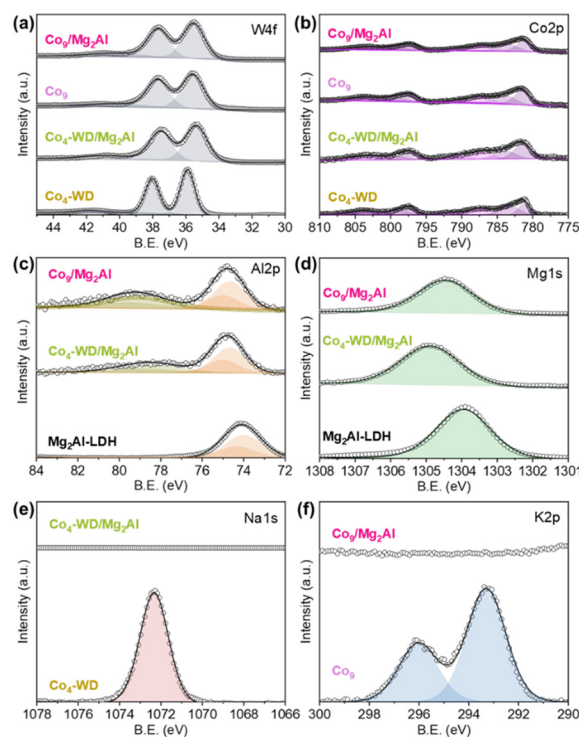 (a) W4f
Co₉/Mg₂Al
Co₉
Co₄-WD/Mg₂Al
Co₄-WD
Intensity (a.u.)
44 42 40 38 36 34 32 30
B.E. (eV)
(b) Co2p
Co₉/Mg₂Al
Co₉
Co₄-WD/Mg₂Al
Co₄-WD
Intensity (a.u.)
810 805 800 795 790 785 780 775
B.E. (eV)
(c) Al2p
Co₉/Mg₂Al
Co₄-WD/Mg₂Al
Mg₂Al-LDH
Intensity (a.u.)
84 82 80 78 76 74 72
B.E. (eV)
(d) Mg1s
Co₉/Mg₂Al
Co₄-WD/Mg₂Al
Mg₂Al-LDH
Intensity (a.u.)
1308 1307 1306 1305 1304 1303 1302 1301
B.E. (eV)
(e) Na1s
Co₄-WD/Mg₂Al
Co₄-WD
Intensity (a.u.)
1078 1076 1074 1072 1070 1068 1066
B.E. (eV)
(f) K2p
Co₉/Mg₂Al
Co₉
Intensity (a.u.)
300 298 296 294 292 290
B.E. (eV)